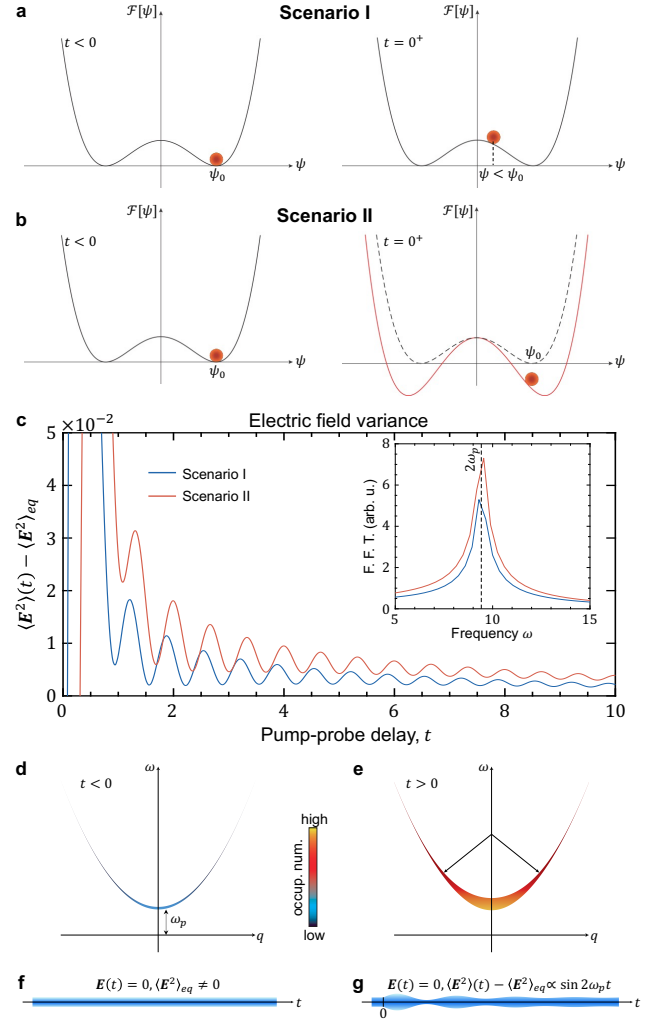 a
Scenario I
ℱ[ψ]
t < 0
ψ₀
ψ
ℱ[ψ]
t = 0⁺
ψ < ψ₀
ψ
b
Scenario II
ℱ[ψ]
t < 0
ψ₀
ψ
ℱ[ψ]
t = 0⁺
ψ₀
ψ
c
×10⁻²
Electric field variance
5
4
3
2
1
0
⟨E²⟩(t) − ⟨E²⟩eq
Scenario I
Scenario II
8
6
4
2
0
F. F. T. (arb. u.)
2ωₚ
5
10
15
Frequency ω
0
2
4
6
8
10
Pump-probe delay, t
d
ω
t < 0
ωₚ
q
high
occup. num.
low
e
ω
t > 0
q
f
E(t) = 0, ⟨E²⟩eq ≠ 0
t
g
E(t) = 0, ⟨E²⟩(t) − ⟨E²⟩eq ∝ sin 2ωₚt
0
t